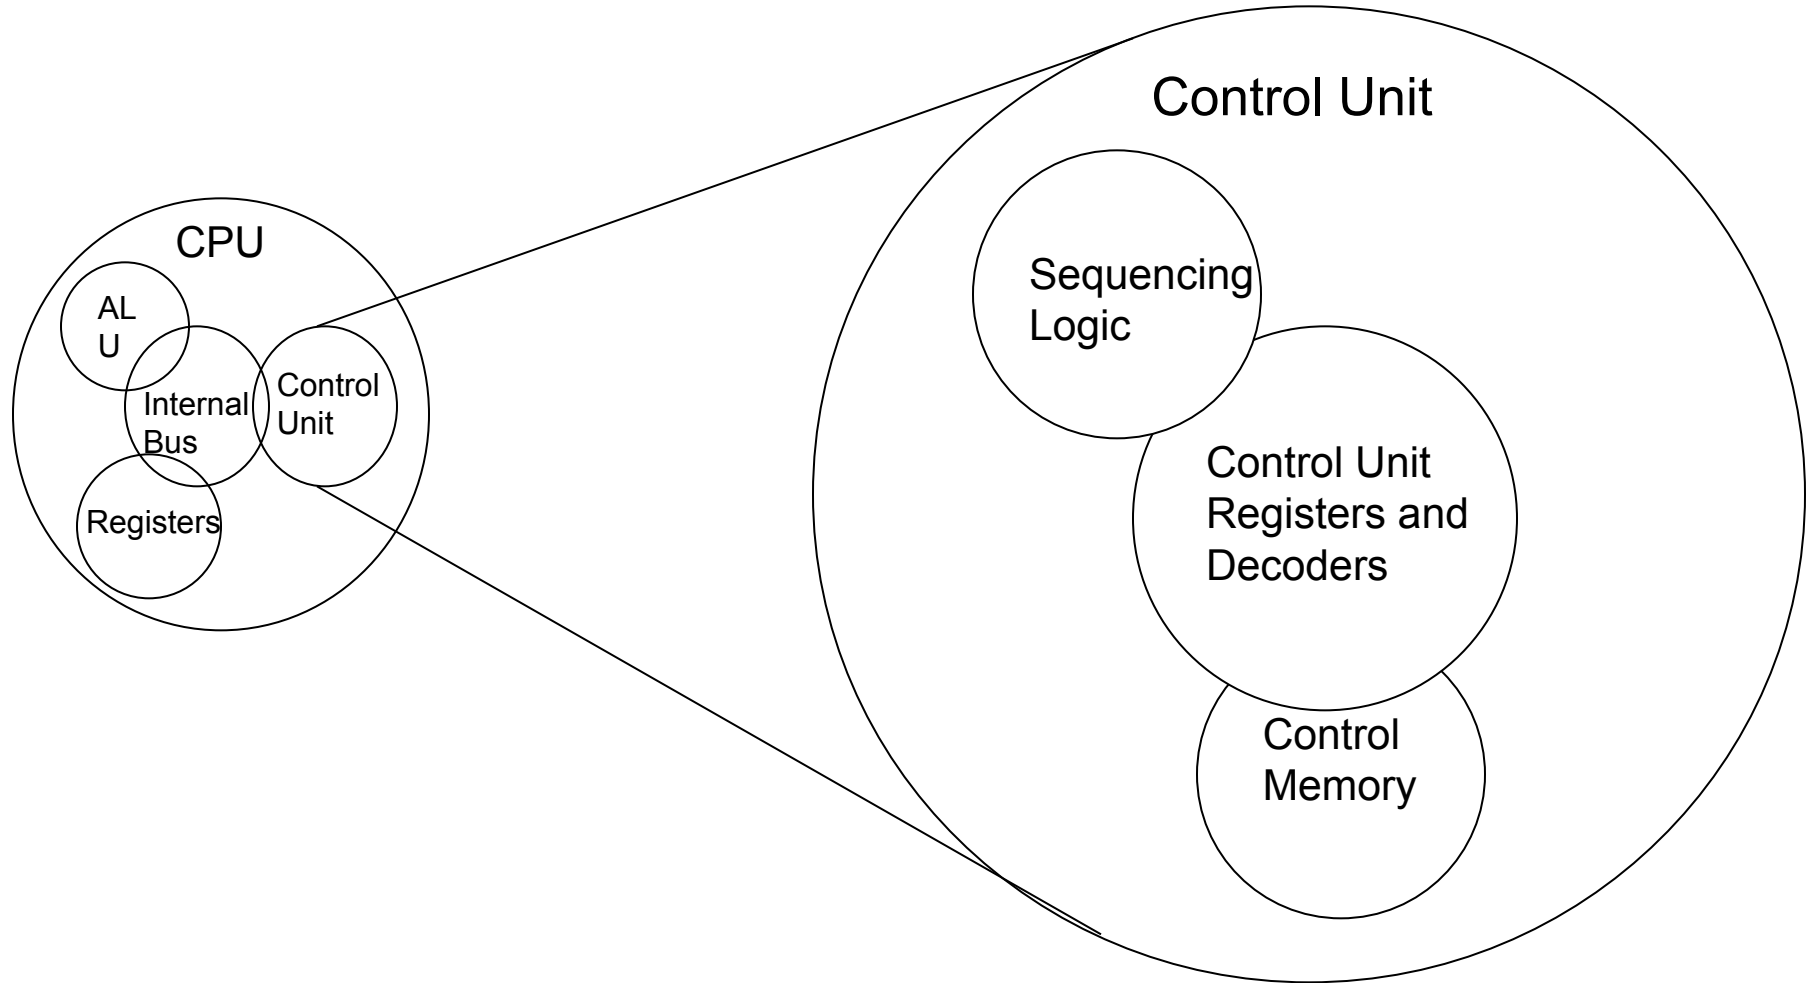 CPU
AL
U
Internal
Bus
Control
Unit
Registers
Control Unit
Sequencing
Logic
Control Unit
Registers and
Decoders
Control
Memory